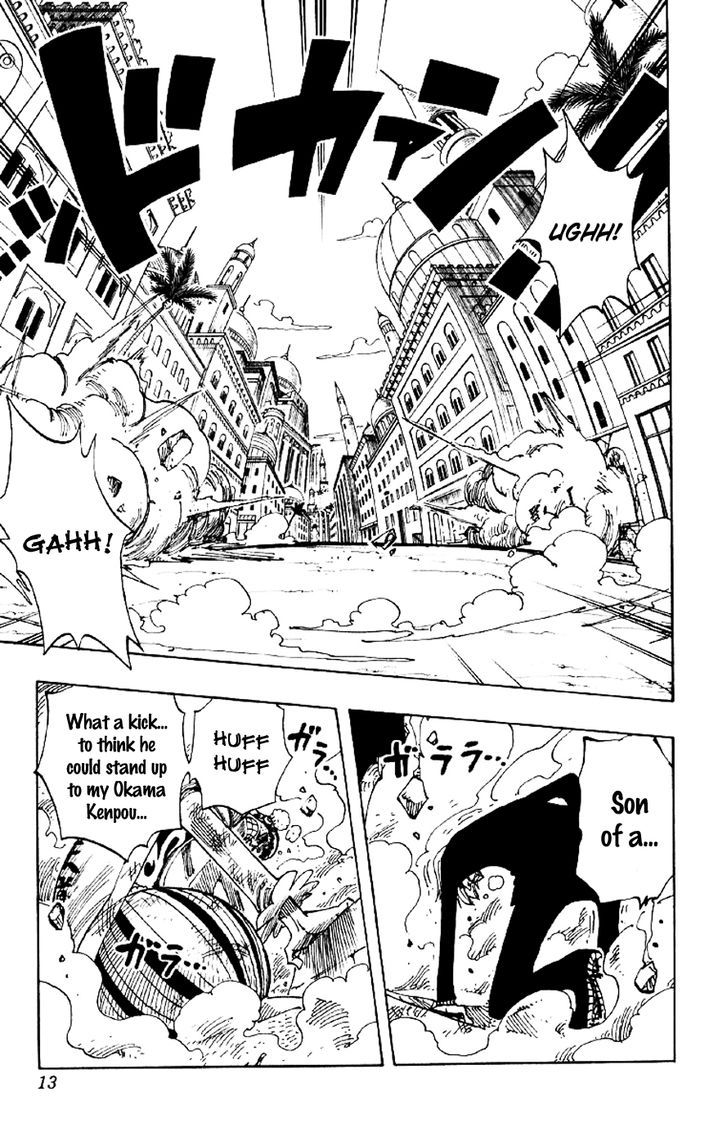 ドカァン
UGHH!
GAHH!
Son
of a...
ガララ...
HUFF
HUFF
ガラ...
What a kick...
to think he
could stand up
to my Okama
Kenpou...
ガラ...
13